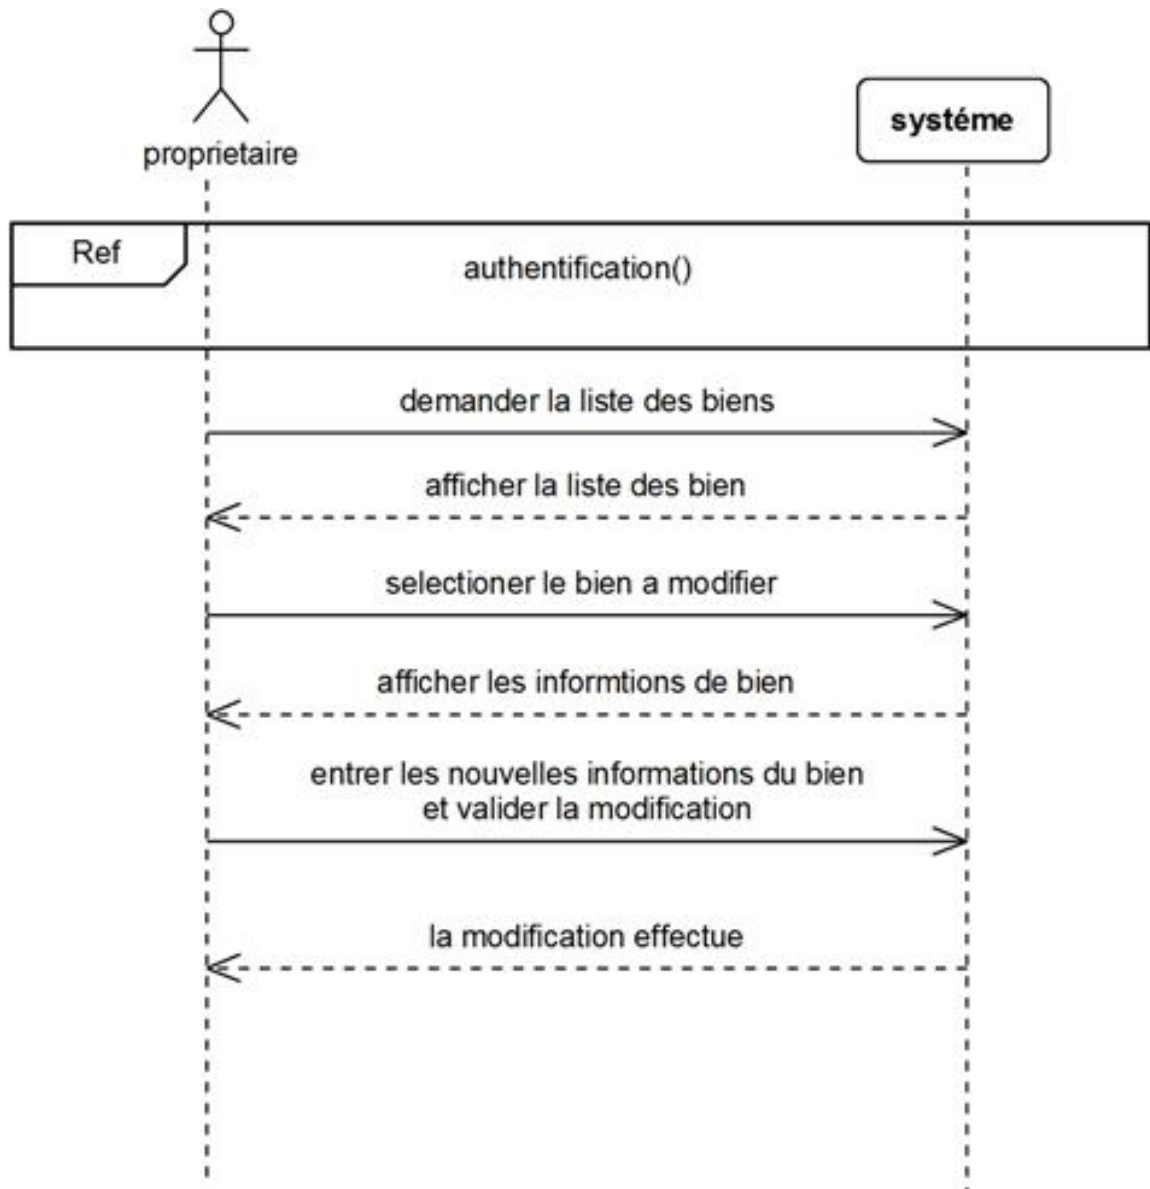 proprietaire
systéme
Ref
authentification()
demander la liste des biens
afficher la liste des bien
selectioner le bien a modifier
afficher les informtions de bien
entrer les nouvelles informations du bien
et valider la modification
la modification effectue